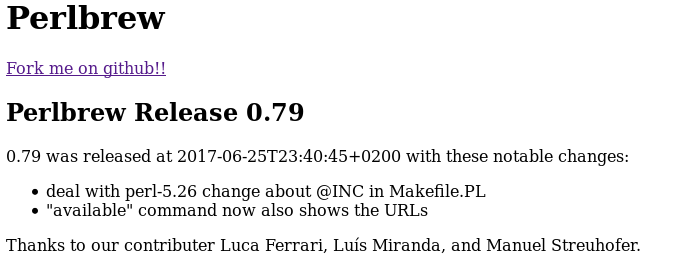 Perlbrew
Fork me on github!!
Perlbrew Release 0.79
0.79 was released at 2017-06-25T23:40:45+0200 with these notable changes:
• deal with perl-5.26 change about @INC in Makefile.PL
• "available" command now also shows the URLs
Thanks to our contributer Luca Ferrari, Luís Miranda, and Manuel Streuhofer.